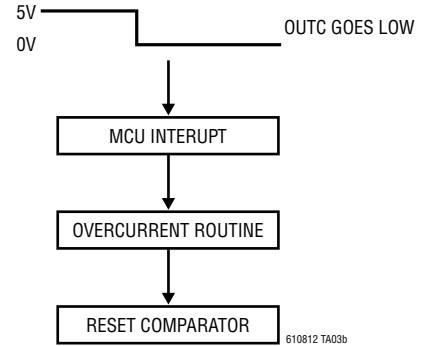 5V
OUTC GOES LOW
0V
MCU INTERUPT
OVERCURRENT ROUTINE
RESET COMPARATOR
610812 TA03b